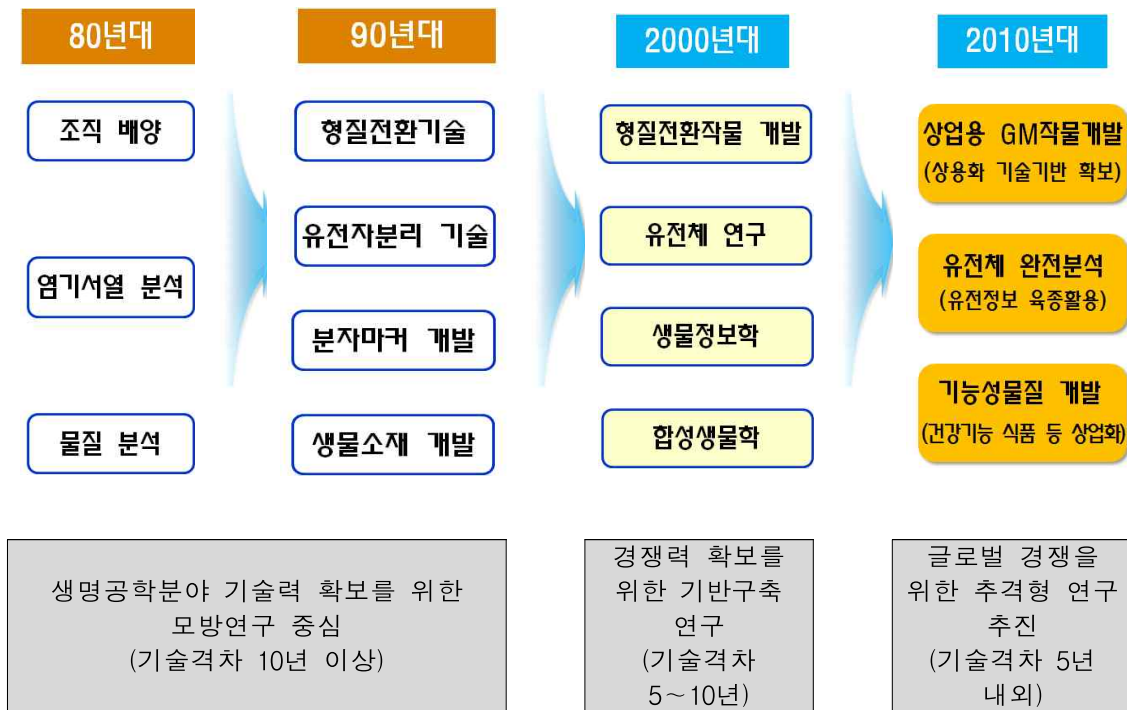 80년대
조직 배양
염기서열 분석
물질 분석
90년대
형질전환기술
유전자분리 기술
분자마커 개발
생물소재 개발
2000년대
형질전환작물 개발
유전체 연구
생물정보학
합성생물학
2010년대
상업용 GM작물개발
(상용화 기술기반 확보)
유전체 완전분석
(유전정보 육종활용)
기능성물질 개발
(건강기능 식품 등 상업화)
생명공학분야 기술력 확보를 위한
모방연구 중심
(기술격차 10년 이상)
경쟁력 확보를
위한 기반구축
연구
(기술격차
5~10년)
글로벌 경쟁을
위한 추격형 연구
추진
(기술격차 5년
내외)